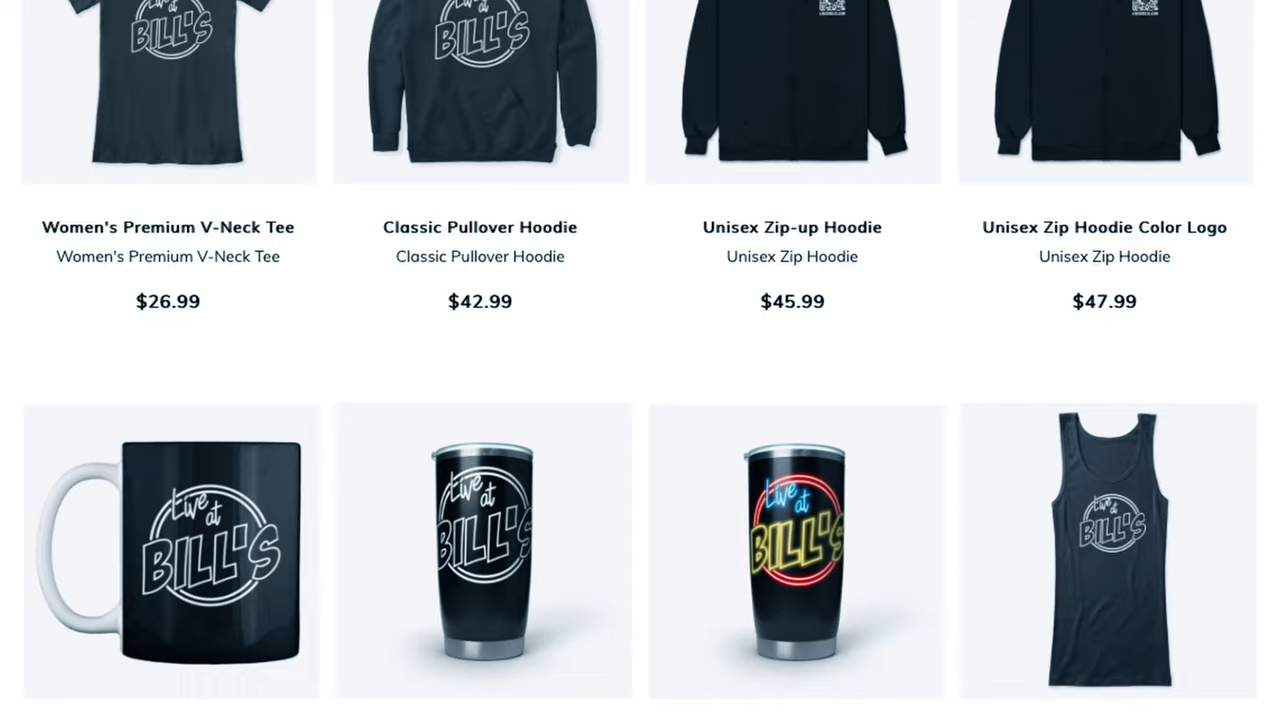 Live at
BILL'S
Live at
BILL'S
Women's Premium V-Neck Tee
Women's Premium V-Neck Tee
$26.99
Classic Pullover Hoodie
Classic Pullover Hoodie
$42.99
Unisex Zip-up Hoodie
Unisex Zip Hoodie
$45.99
Unisex Zip Hoodie Color Logo
Unisex Zip Hoodie
$47.99
Live
at
BILL'S
Live
at
BILL'S
Live
at
BILL'S
Live
at
BILL'S